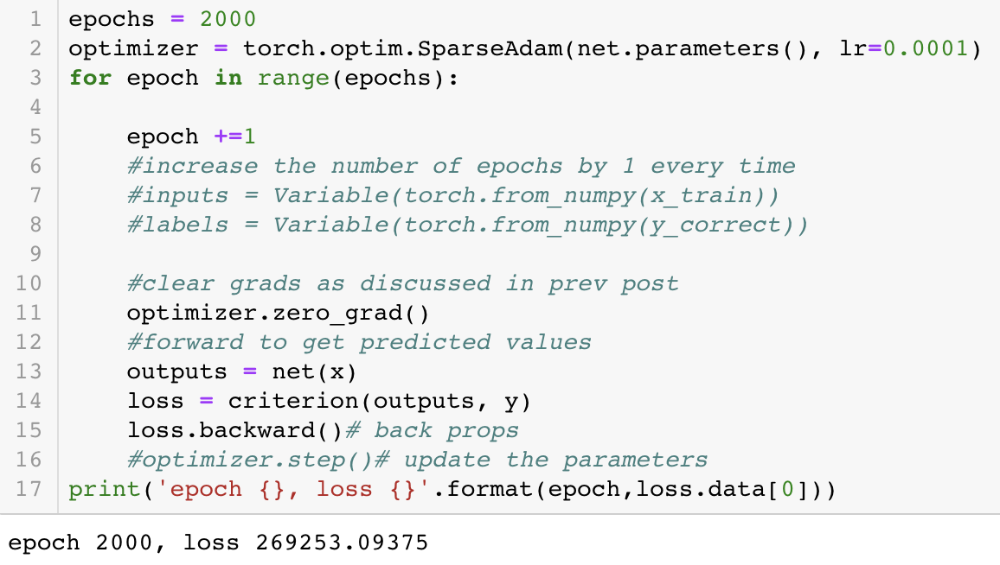 1 epochs = 2000
2 optimizer = torch.optim.SparseAdam(net.parameters(), lr=0.0001)
3 for epoch in range(epochs):
4
5     epoch +=1
6     #increase the number of epochs by 1 every time
7     #inputs = Variable(torch.from_numpy(x_train))
8     #labels = Variable(torch.from_numpy(y_correct))
9
10     #clear grads as discussed in prev post
11     optimizer.zero_grad()
12     #forward to get predicted values
13     outputs = net(x)
14     loss = criterion(outputs, y)
15     loss.backward()# back props
16     #optimizer.step()# update the parameters
17 print('epoch {}, loss {}'.format(epoch,loss.data[0]))
epoch 2000, loss 269253.09375